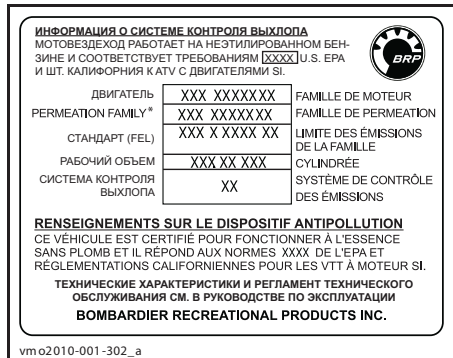 ИНФОРМАЦИЯ О СИСТЕМЕ КОНТРОЛЯ ВЫХЛОПА
МОТОВЕЗДЕХОД РАБОТАЕТ НА НЕЭТИЛИРОВАННОМ БЕН-
ЗИНЕ И СООТВЕТСТВУЕТ ТРЕБОВАНИЯМ XXXX U.S. EPA
И ШТ. КАЛИФОРНИЯ К ATV С ДВИГАТЕЛЯМИ SI.
BRP
ДВИГАТЕЛЬ XXX XXXXXXX FAMILLE DE MOTEUR
PERMEATION FAMILY* XXX XXXXXXX FAMILLE DE PERMEATION
СТАНДАРТ (FEL) XXX X XXXX XX LIMITE DES ÉMISSIONS
DE LA FAMILLE
РАБОЧИЙ ОБЪЕМ XXX XX XXX CYLINDRÉE
СИСТЕМА КОНТРОЛЯ ВЫХЛОПА XX SYSTÈME DE CONTRÔLE
DES ÉMISSIONS
RENSEIGNEMENTS SUR LE DISPOSITIF ANTIPOLLUTION
CE VÉHICULE EST CERTIFIÉ POUR FONCTIONNER À L'ESSENCE
SANS PLOMB ET IL RÉPOND AUX NORMES XXXX DE L'EPA ET
RÉGLEMENTATIONS CALIFORNIENNES POUR LES VTT À MOTEUR SI.
ТЕХНИЧЕСКИЕ ХАРАКТЕРИСТИКИ И РЕГЛАМЕНТ ТЕХНИЧЕСКОГО
ОБСЛУЖИВАНИЯ СМ. В РУКОВОДСТВЕ ПО ЭКСПЛУАТАЦИИ
BOMBARDIER RECREATIONAL PRODUCTS INC.
vmo2010-001-302_a